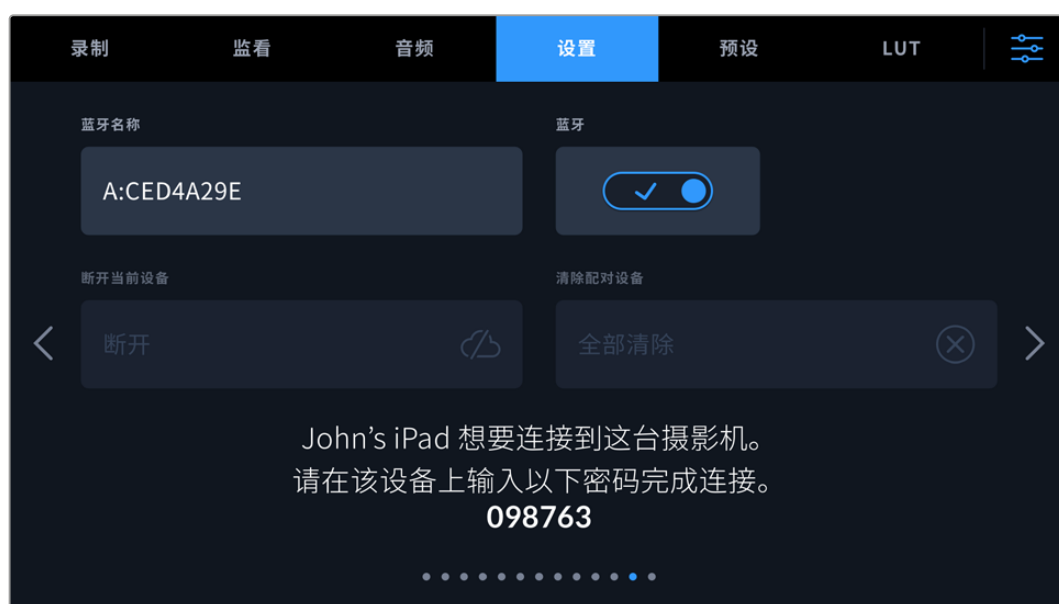 录制 监看 音频 设置 预设 LUT
蓝牙名称 蓝牙
A:CED4A29E
断开当前设备 清除配对设备
断开 全部清除
John’s iPad 想要连接到这台摄影机。
请在该设备上输入以下密码完成连接。
098763